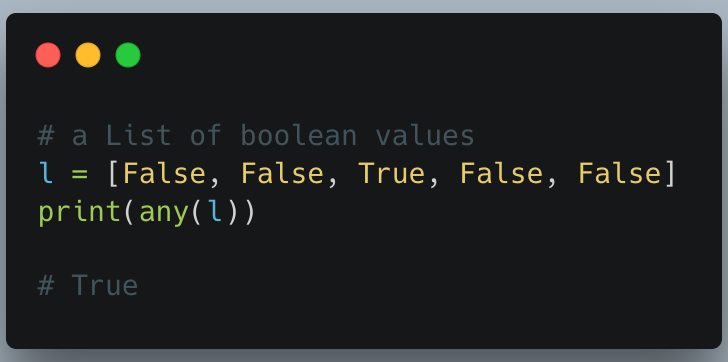 # a List of boolean values
l = [False, False, True, False, False]
print(any(l))
# True